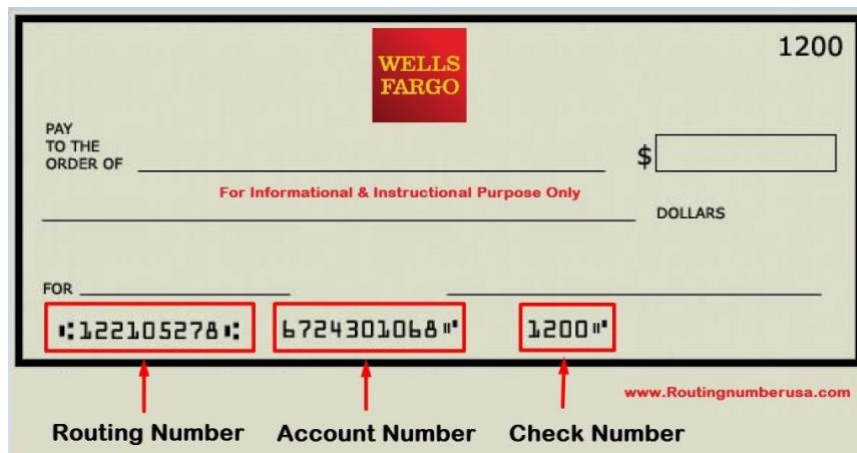 WELLS
FARGO
1200
PAY
TO THE
ORDER OF
$
For Informational & Instructional Purpose Only
DOLLARS
FOR
⑆122105278⑆ 6724301068⑈ 1200⑈
www.Routingnumberusa.com
Routing Number Account Number Check Number